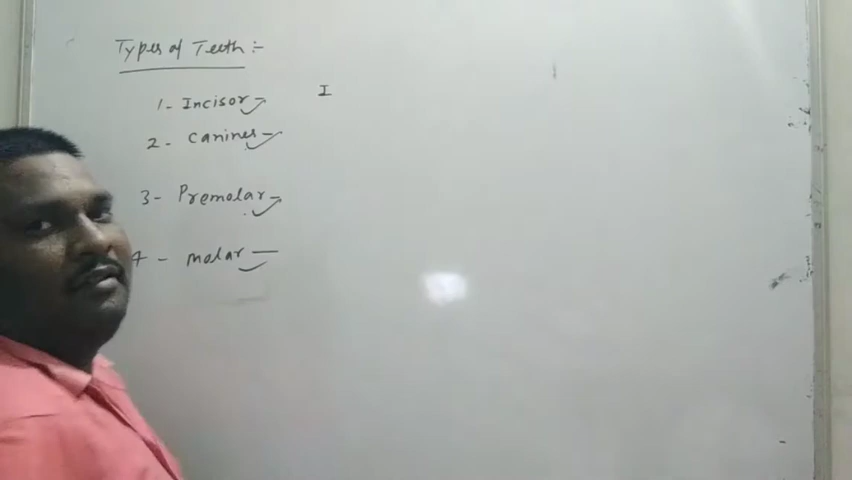 Types of Teeth :-
1- Incisor - I
2 - Canines -
3- Premolar -
4 - molar -